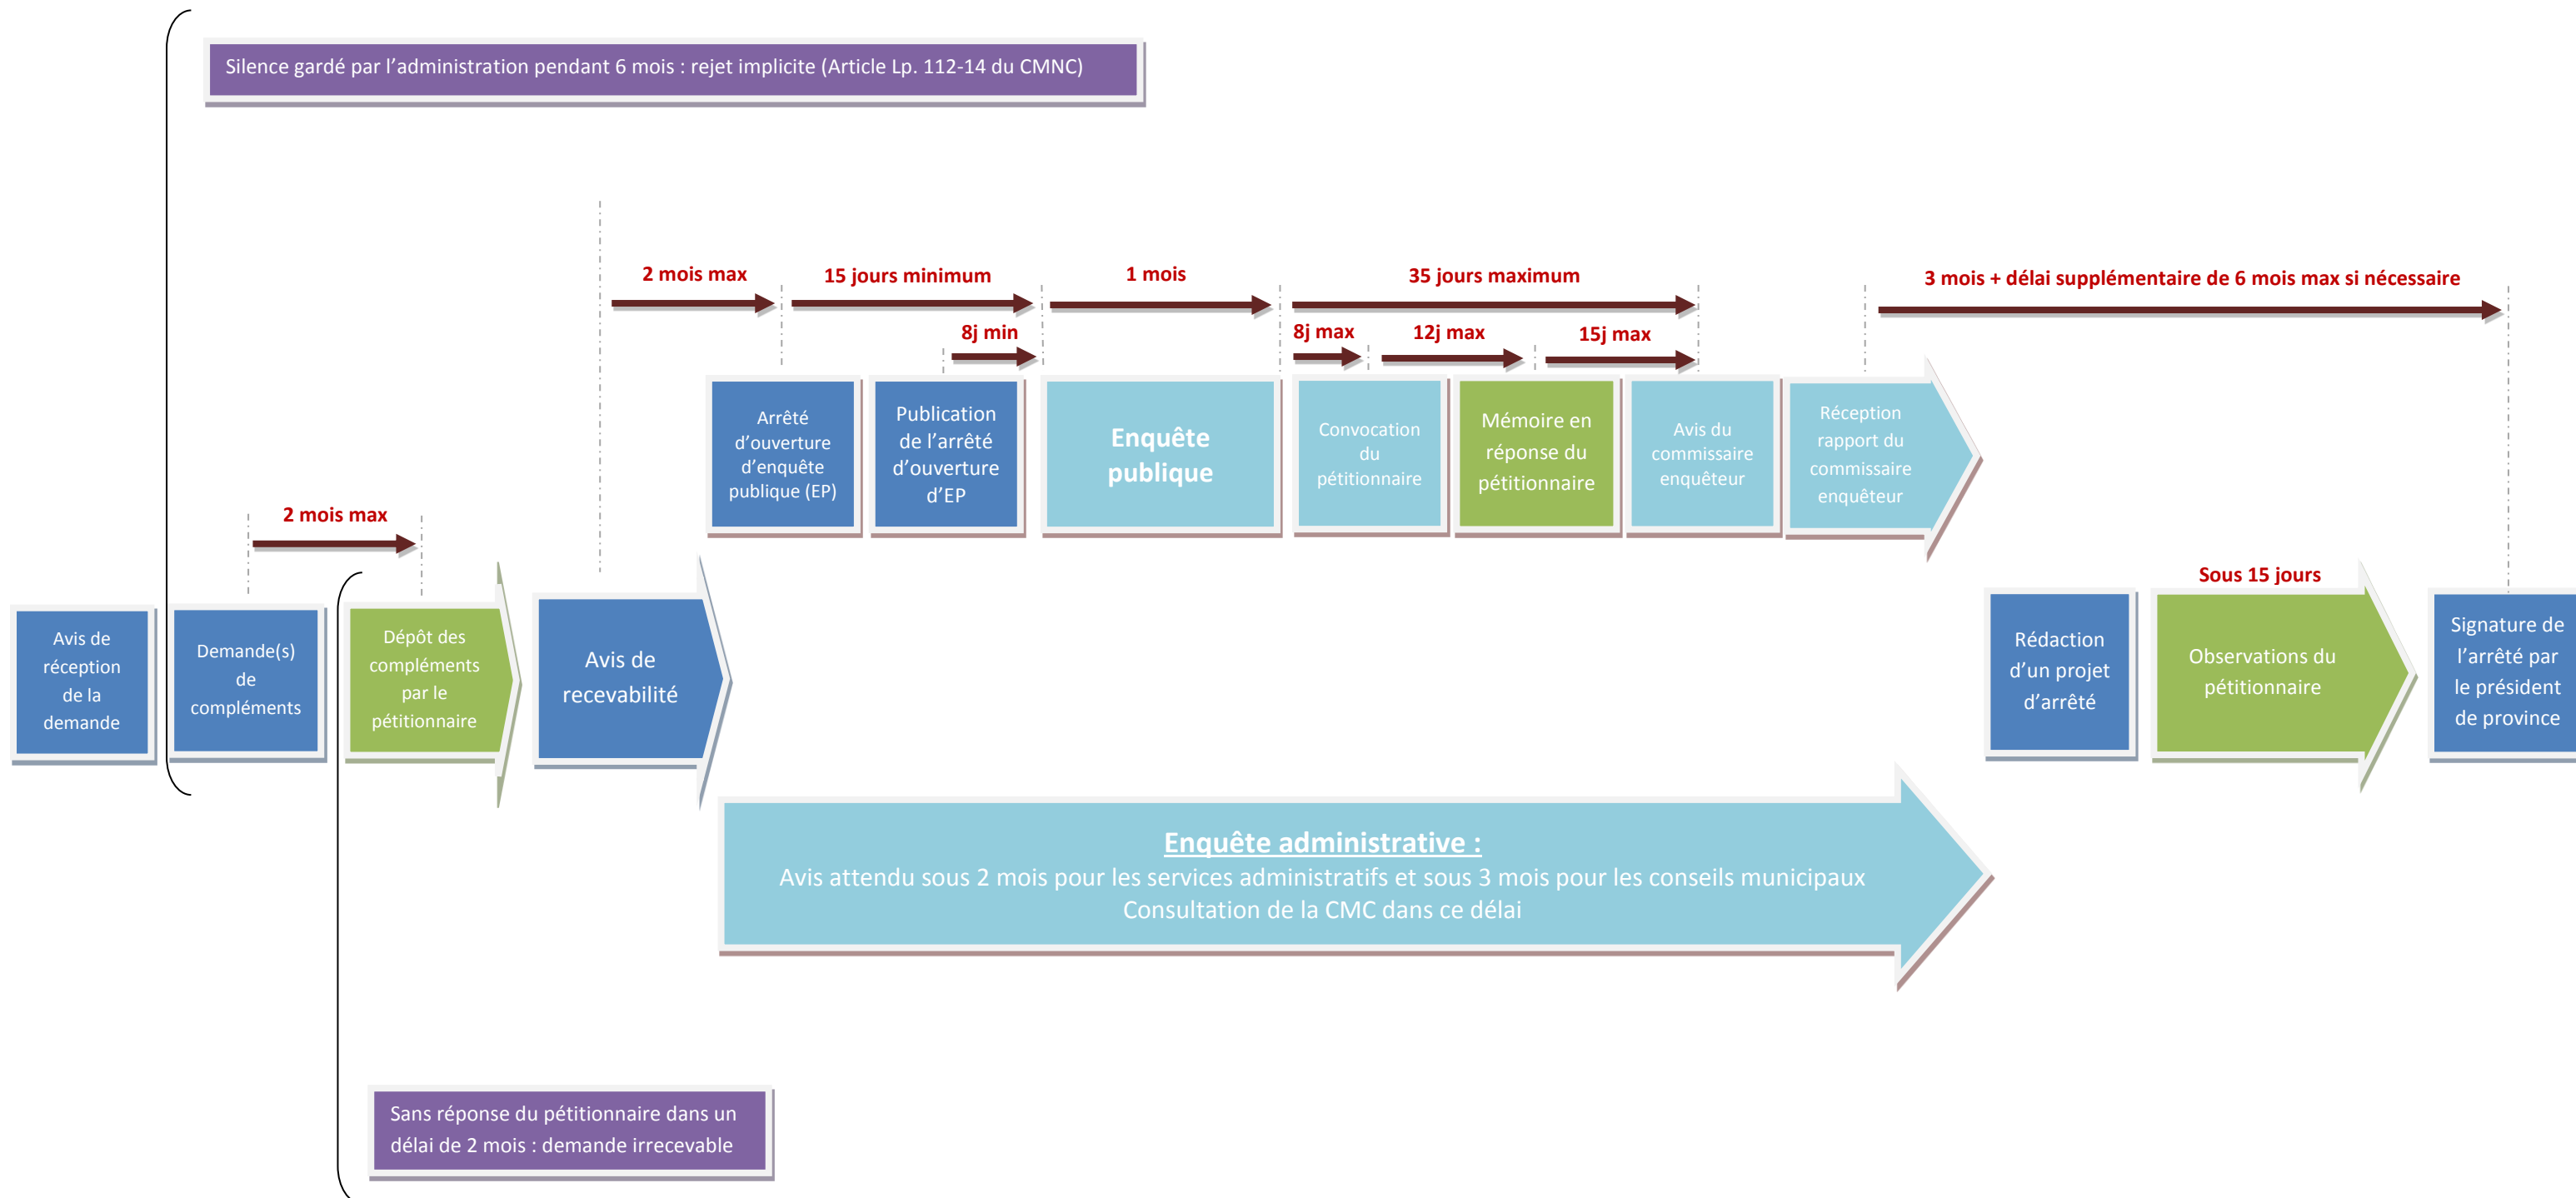 Silence gardé par l’administration pendant 6 mois : rejet implicite (Article Lp. 112-14 du CMNC)
2 mois max
15 jours minimum
1 mois
35 jours maximum
3 mois + délai supplémentaire de 6 mois max si nécessaire
8j min
8j max
12j max
15j max
Arrêté
d’ouverture
d’enquête
publique (EP)
Publication
de l’arrêté
d’ouverture
d’EP
Enquête
publique
Convocation
du
pétitionnaire
Mémoire en
réponse du
pétitionnaire
Avis du
commissaire
enquêteur
Réception
rapport du
commissaire
enquêteur
2 mois max
Avis de
réception
de la
demande
Demande(s)
de
compléments
Dépôt des
compléments
par le
pétitionnaire
Avis de
recevabilité
Rédaction
d’un projet
d’arrêté
Sous 15 jours
Observations du
pétitionnaire
Signature de
l’arrêté par
le président
de province
Enquête administrative :
Avis attendu sous 2 mois pour les services administratifs et sous 3 mois pour les conseils municipaux
Consultation de la CMC dans ce délai
Sans réponse du pétitionnaire dans un
délai de 2 mois : demande irrecevable